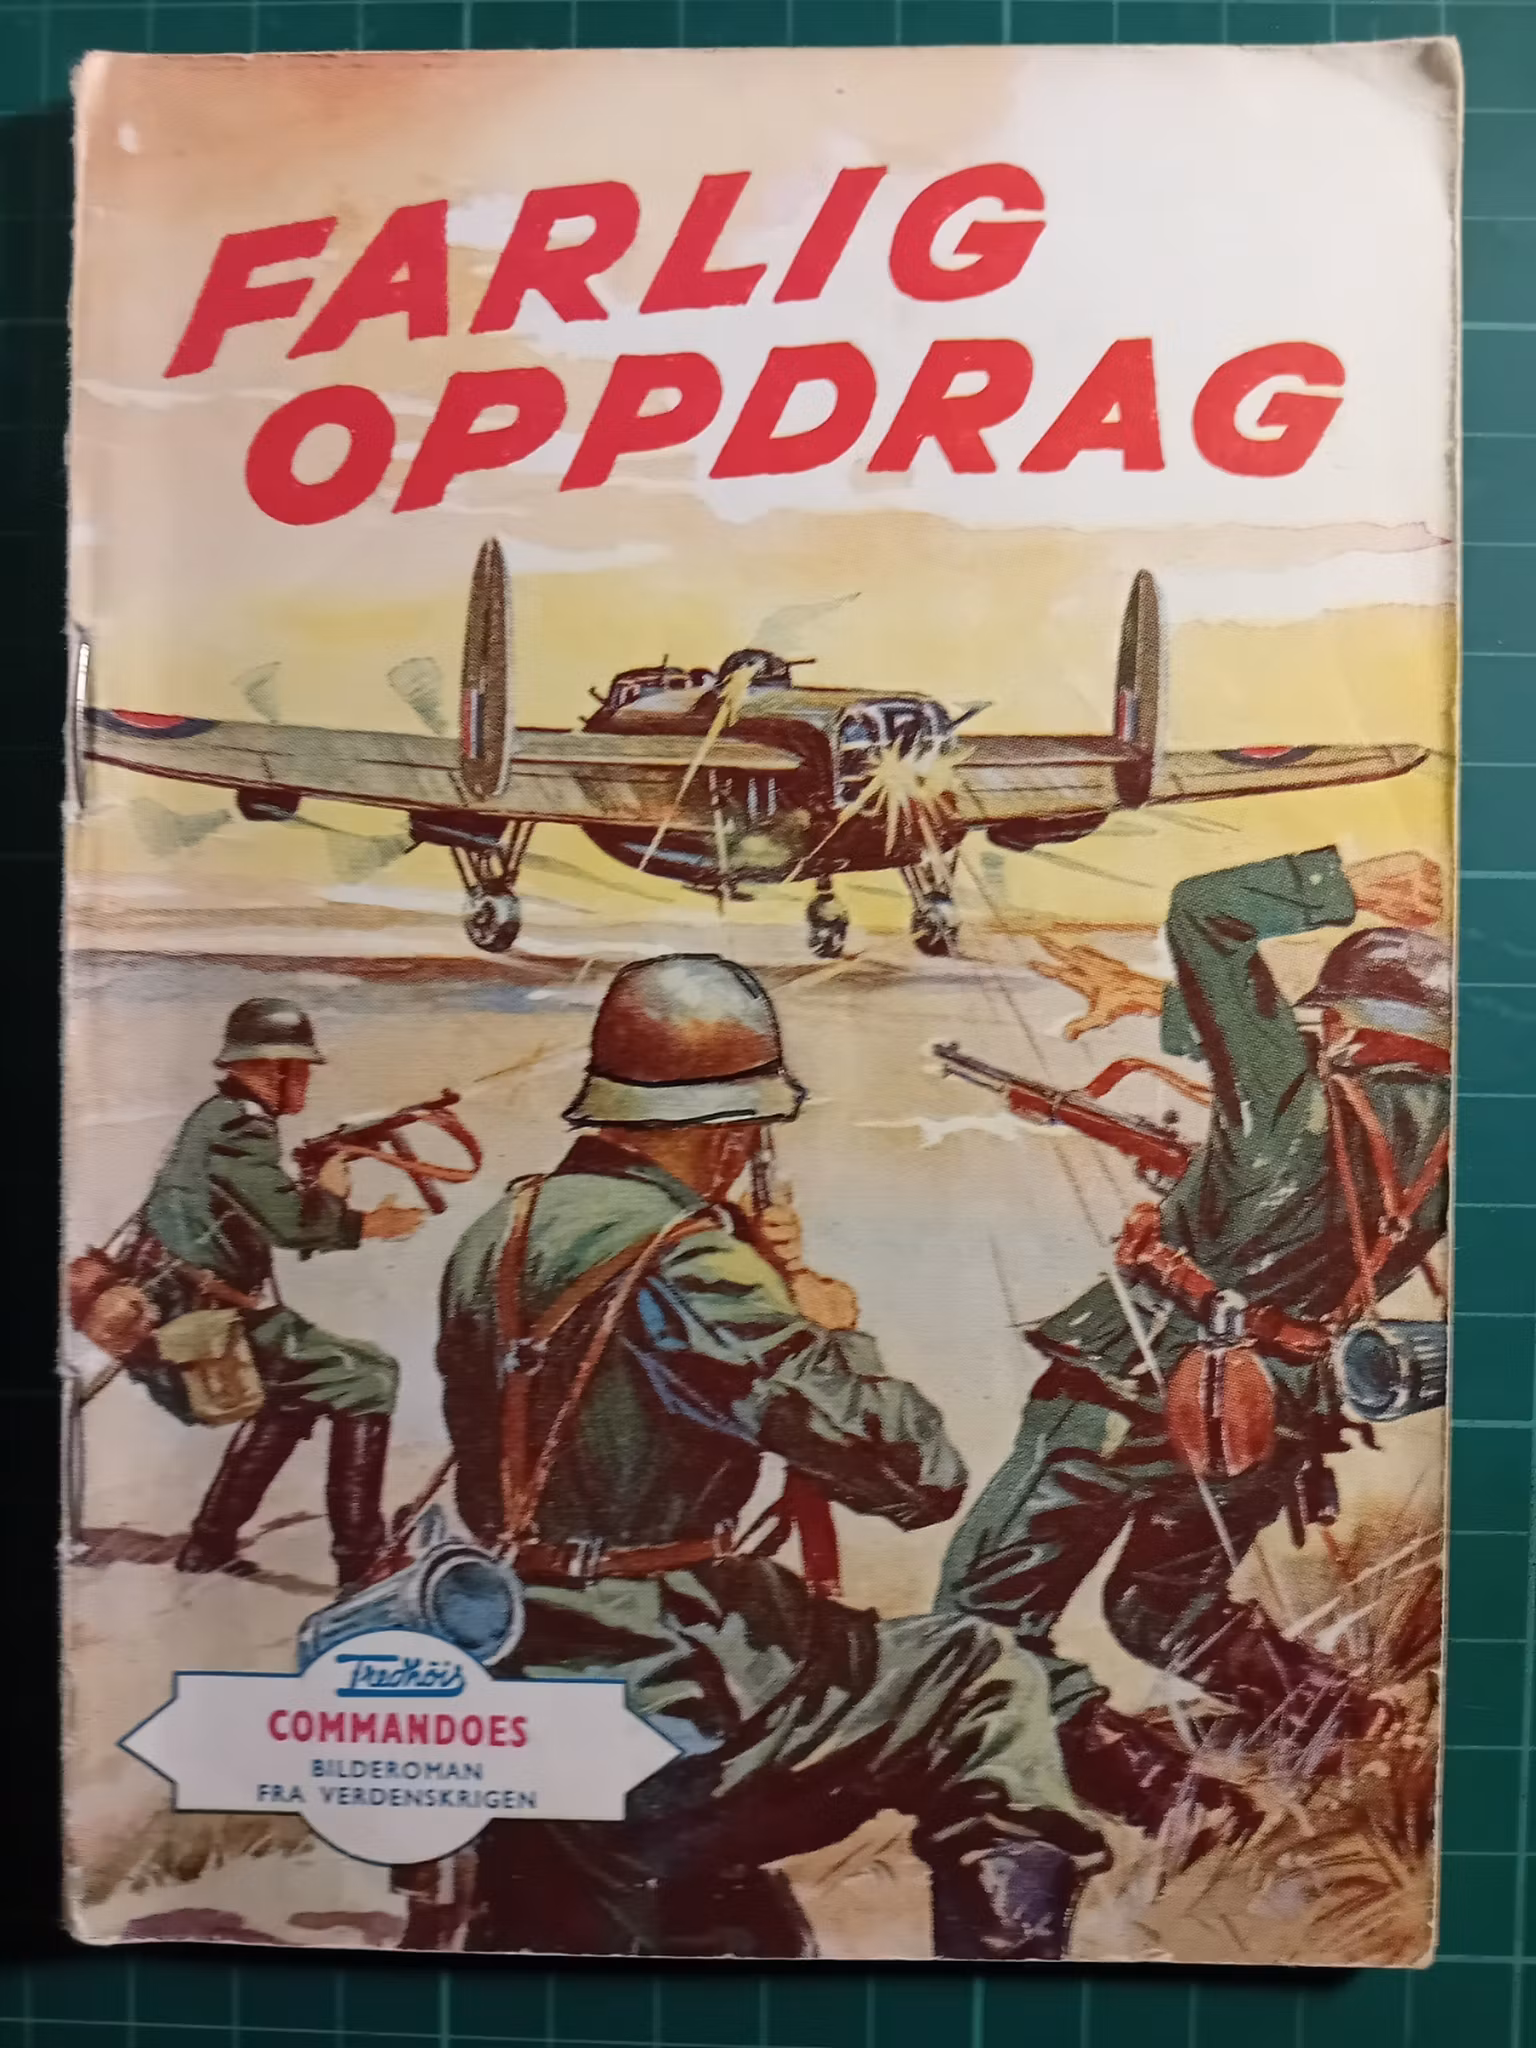 FARLIG
OPPDRAG
Fredhøis
COMMANDOES
BILDEROMAN
FRA VERDENSKRIGEN